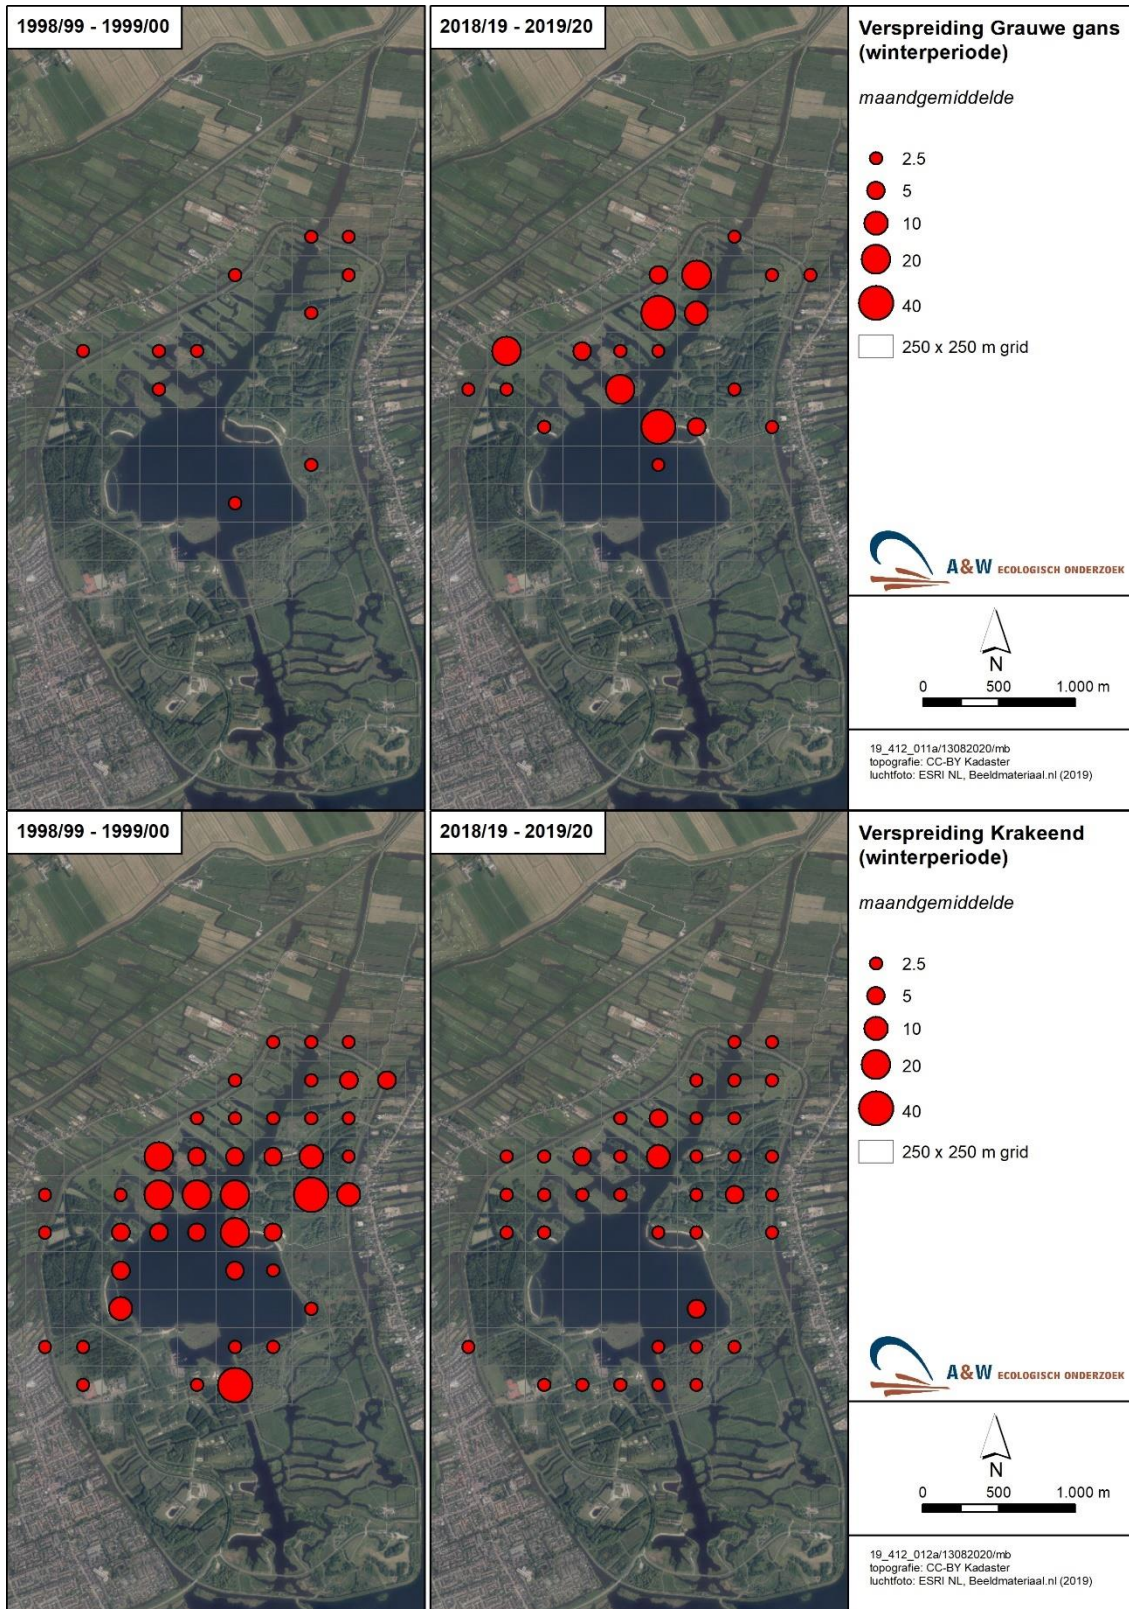 1998/99 - 1999/00
2018/19 - 2019/20
Verspreiding Grauwe gans
(winterperiode)
maandgemiddelde
2.5
5
10
20
40
250 x 250 m grid
A&W ECOLOGISCH ONDERZOEK
N
0 500 1.000 m
19_412_011a/13082020/mb
topografie: CC-BY Kadaster
luchtfoto: ESRI NL, Beeldmateriaal.nl (2019)
1998/99 - 1999/00
2018/19 - 2019/20
Verspreiding Krakeend
(winterperiode)
maandgemiddelde
2.5
5
10
20
40
250 x 250 m grid
A&W ECOLOGISCH ONDERZOEK
N
0 500 1.000 m
19_412_012a/13082020/mb
topografie: CC-BY Kadaster
luchtfoto: ESRI NL, Beeldmateriaal.nl (2019)